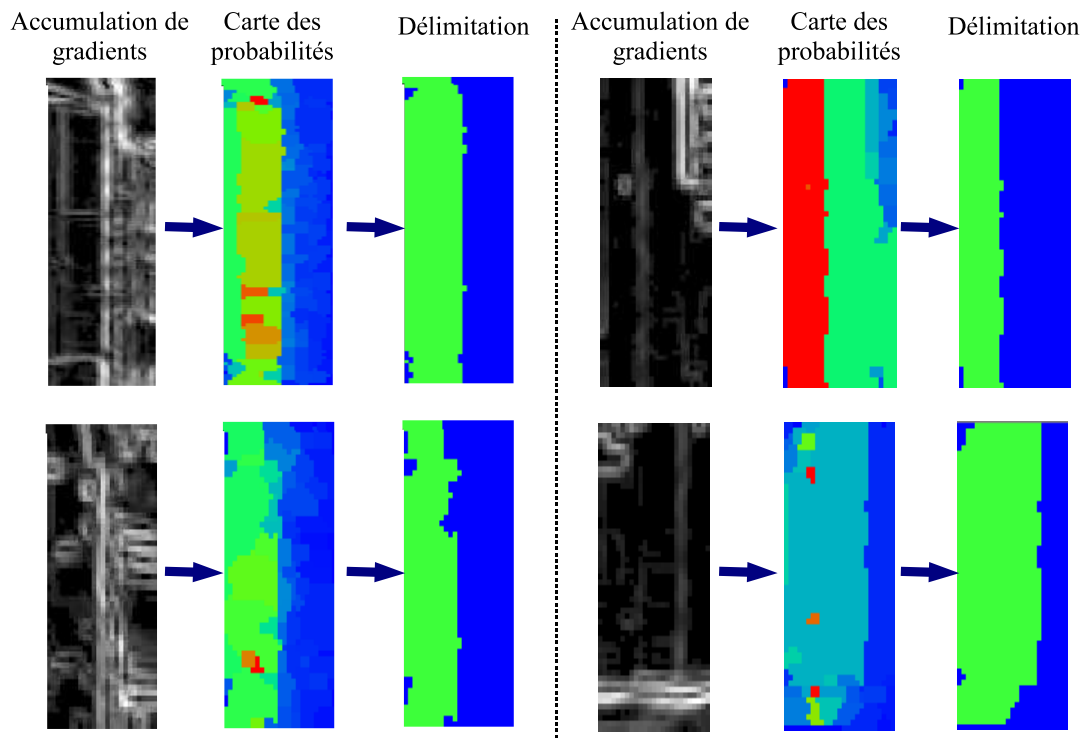 Accumulation de
gradients
Carte des
probabilités
Délimitation
Accumulation de
gradients
Carte des
probabilités
Délimitation